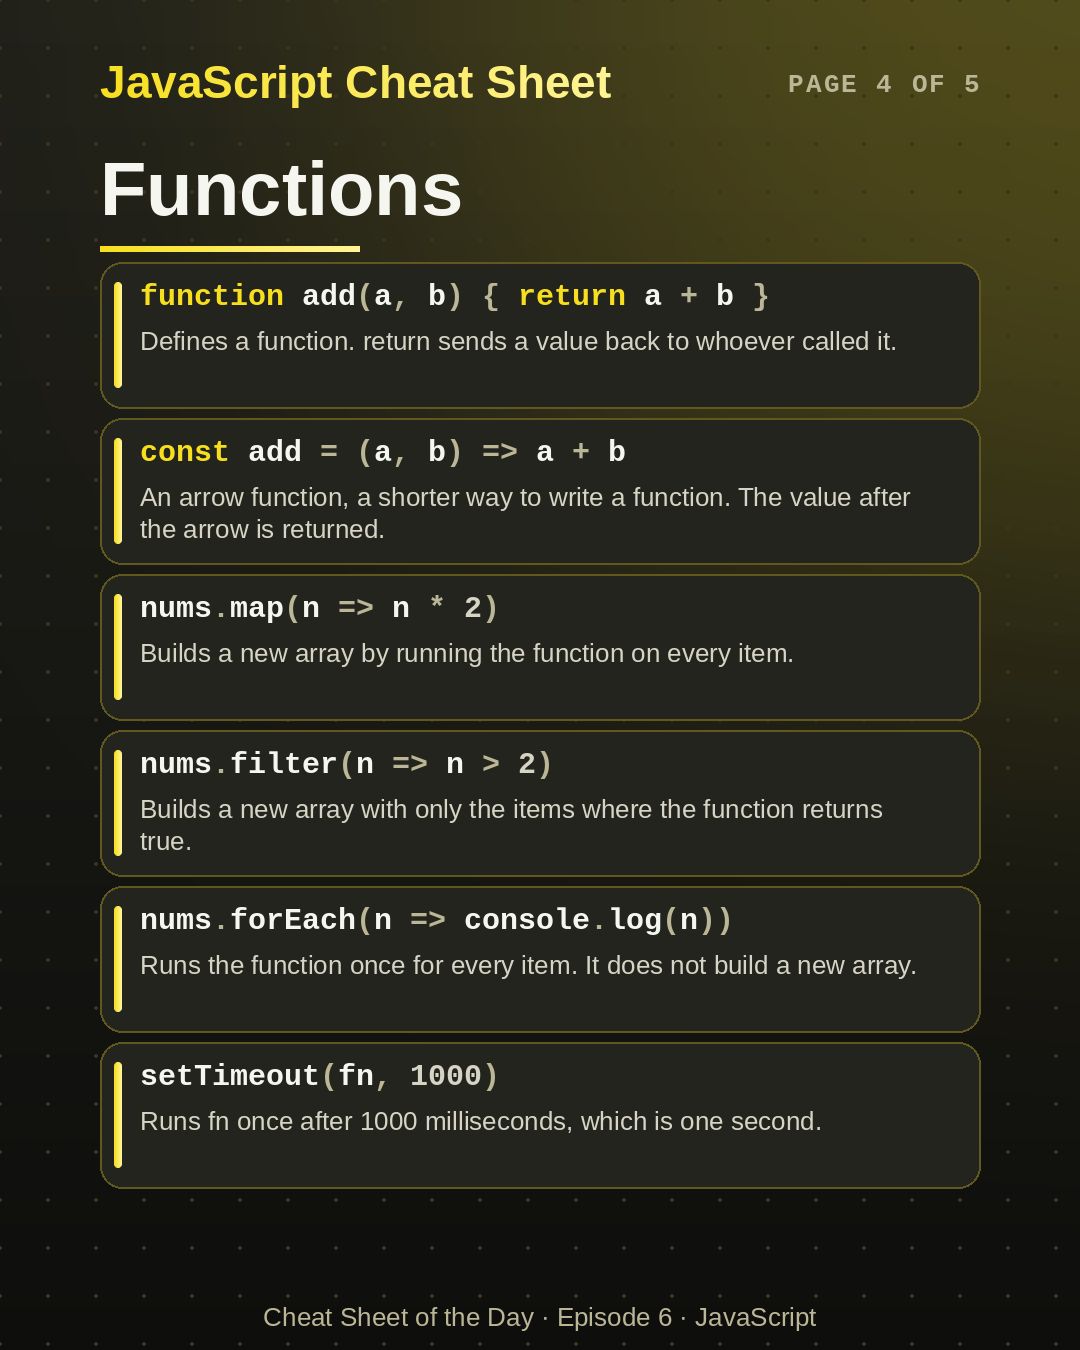 JavaScript Cheat Sheet
PAGE 4 OF 5
Functions
function add(a, b) { return a + b }
Defines a function. return sends a value back to whoever called it.
const add = (a, b) => a + b
An arrow function, a shorter way to write a function. The value after
the arrow is returned.
nums.map(n => n * 2)
Builds a new array by running the function on every item.
nums.filter(n => n > 2)
Builds a new array with only the items where the function returns
true.
nums.forEach(n => console.log(n))
Runs the function once for every item. It does not build a new array.
setTimeout(fn, 1000)
Runs fn once after 1000 milliseconds, which is one second.
Cheat Sheet of the Day · Episode 6 · JavaScript